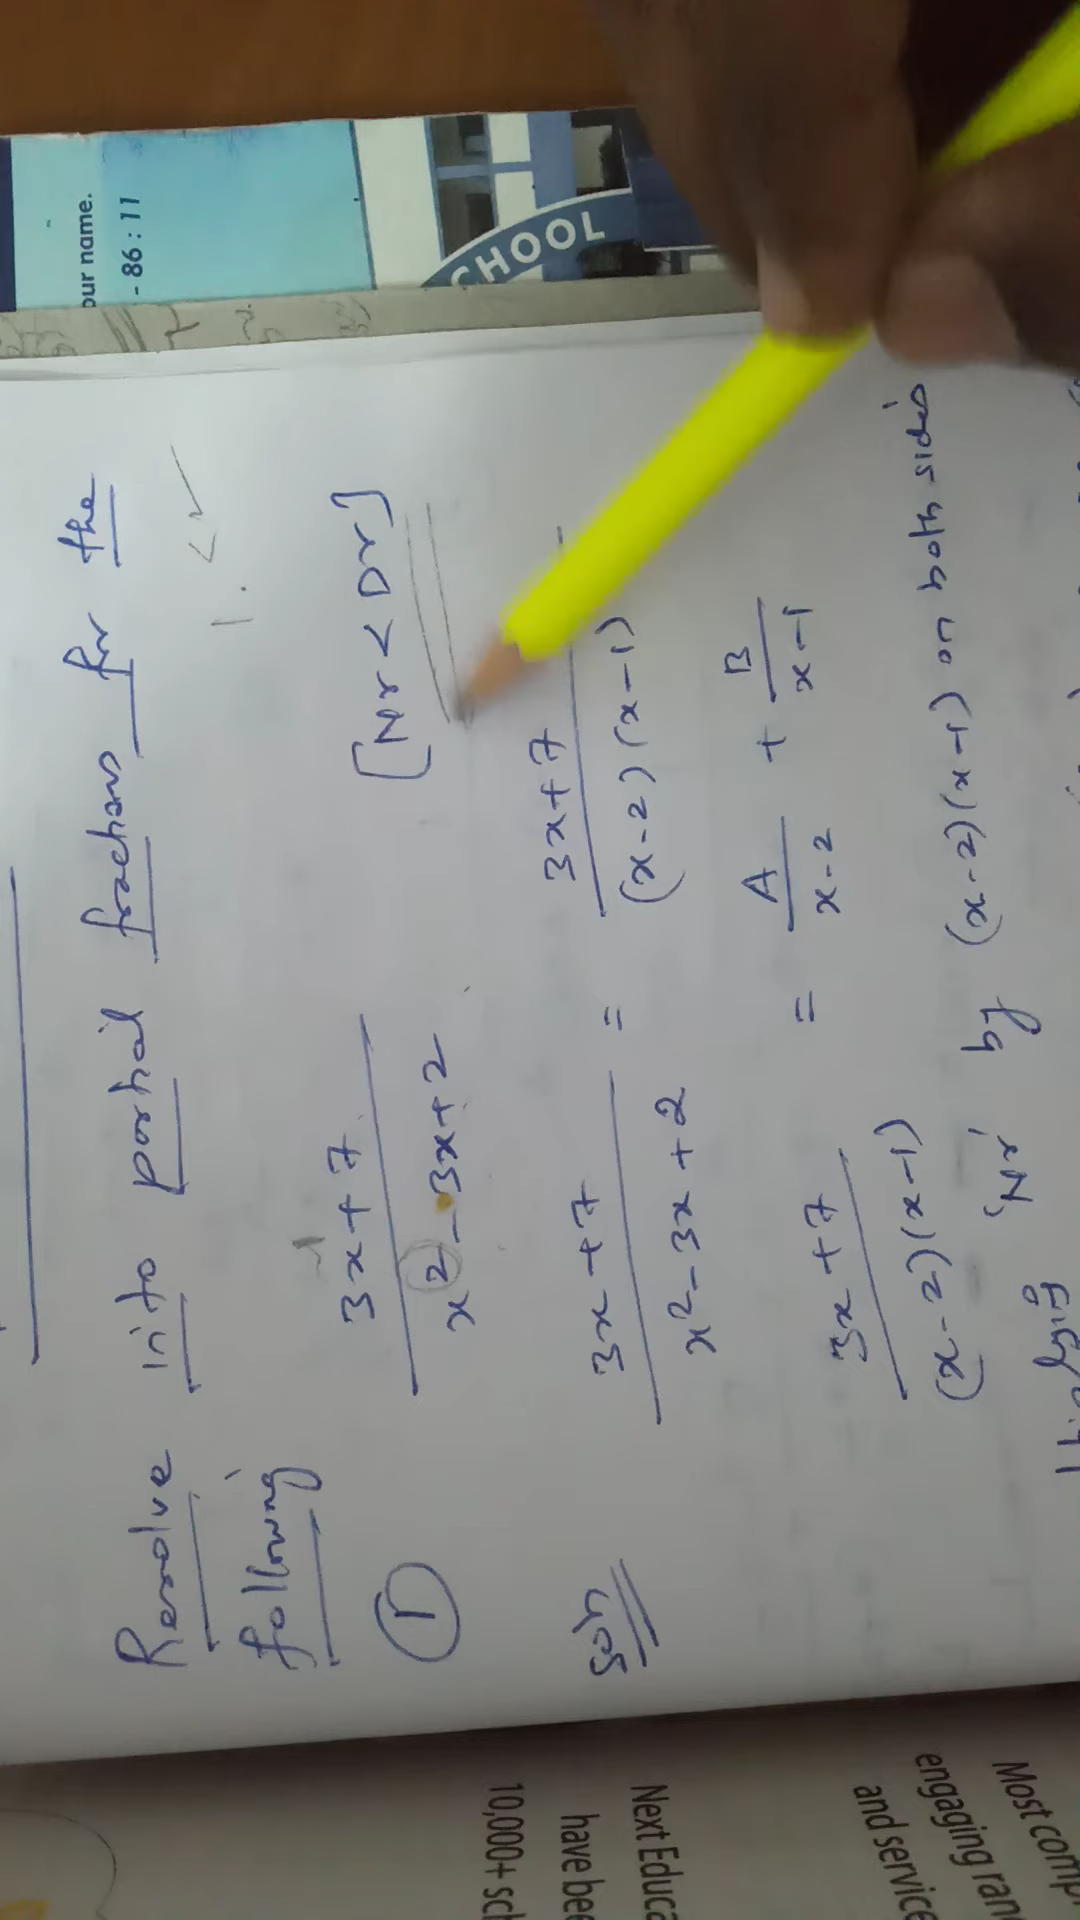 our name.
- 86 : 11
CHOOL
Resolve into partial fractions for the
following
1. <
① 3x+7 [Nr < Dr]
x² - 3x + 2
Soln 3x + 7 = 3x + 7
x² - 3x + 2 (x - 2)(x - 1)
3x + 7 = A + B
(x - 2)(x - 1) x - 2 x - 1
'Nr' by (x - 2)(x - 1) on both sides
Next Educa
have bee
10,000+ sch
Most comp
engaging ran
and service